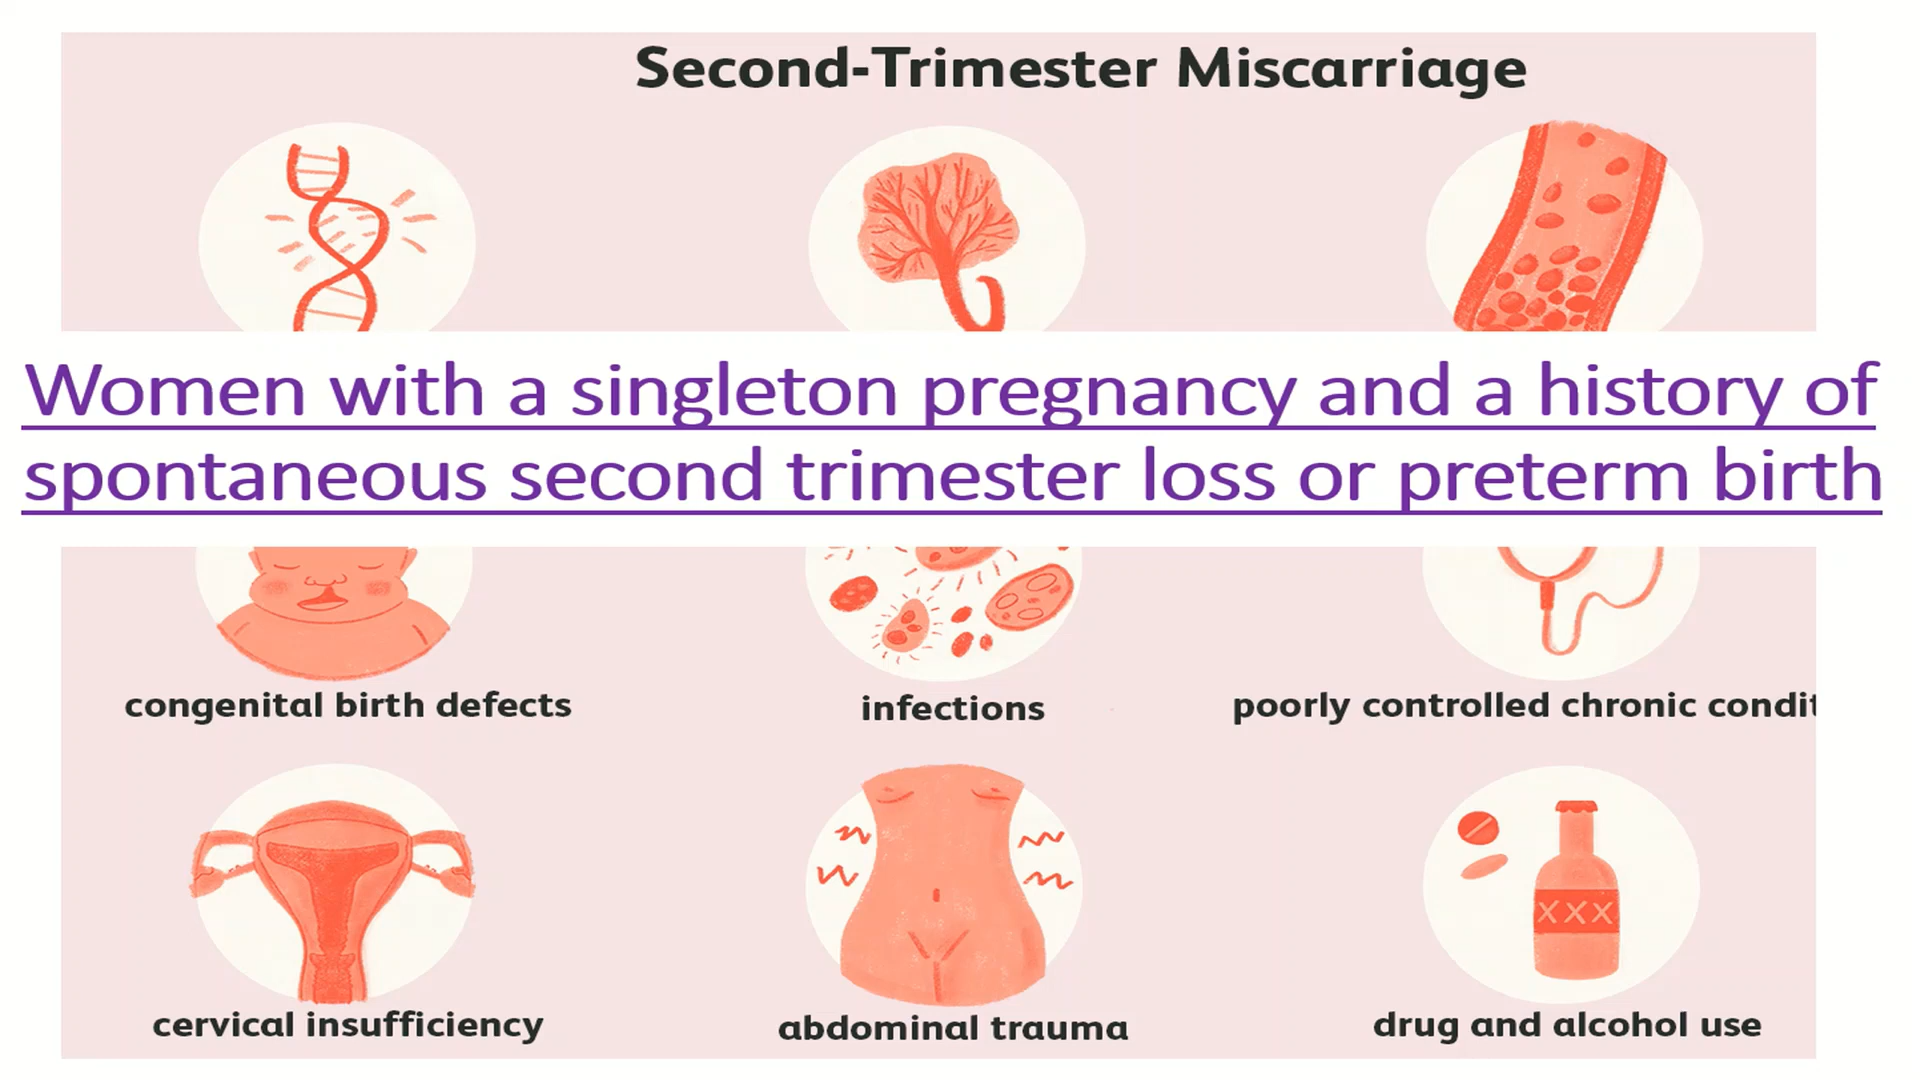 Second-Trimester Miscarriage
Women with a singleton pregnancy and a history of
spontaneous second trimester loss or preterm birth
congenital birth defects
infections
poorly controlled chronic
cervical insufficiency
abdominal trauma
drug and alcohol use
XXX